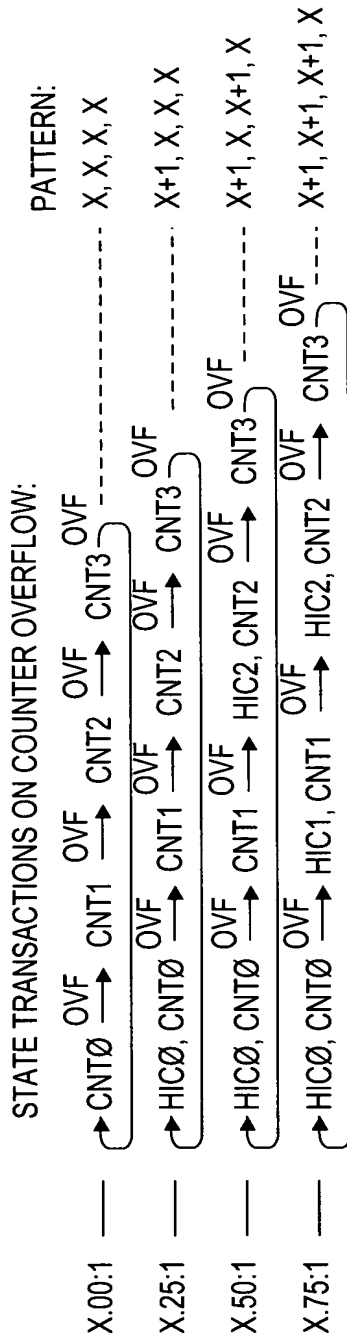 STATE TRANSACTIONS ON COUNTER OVERFLOW: PATTERN:
X.00:1 CNTØ OVF CNT1 OVF CNT2 OVF CNT3 OVF X, X, X, X
X.25:1 HICØ, CNTØ OVF CNT1 OVF CNT2 OVF CNT3 OVF X+1, X, X, X
X.50:1 HICØ, CNTØ OVF CNT1 OVF HIC2, CNT2 OVF CNT3 OVF X+1, X, X+1, X
X.75:1 HICØ, CNTØ OVF HIC1, CNT1 OVF HIC2, CNT2 OVF CNT3 OVF X+1, X+1, X+1, X